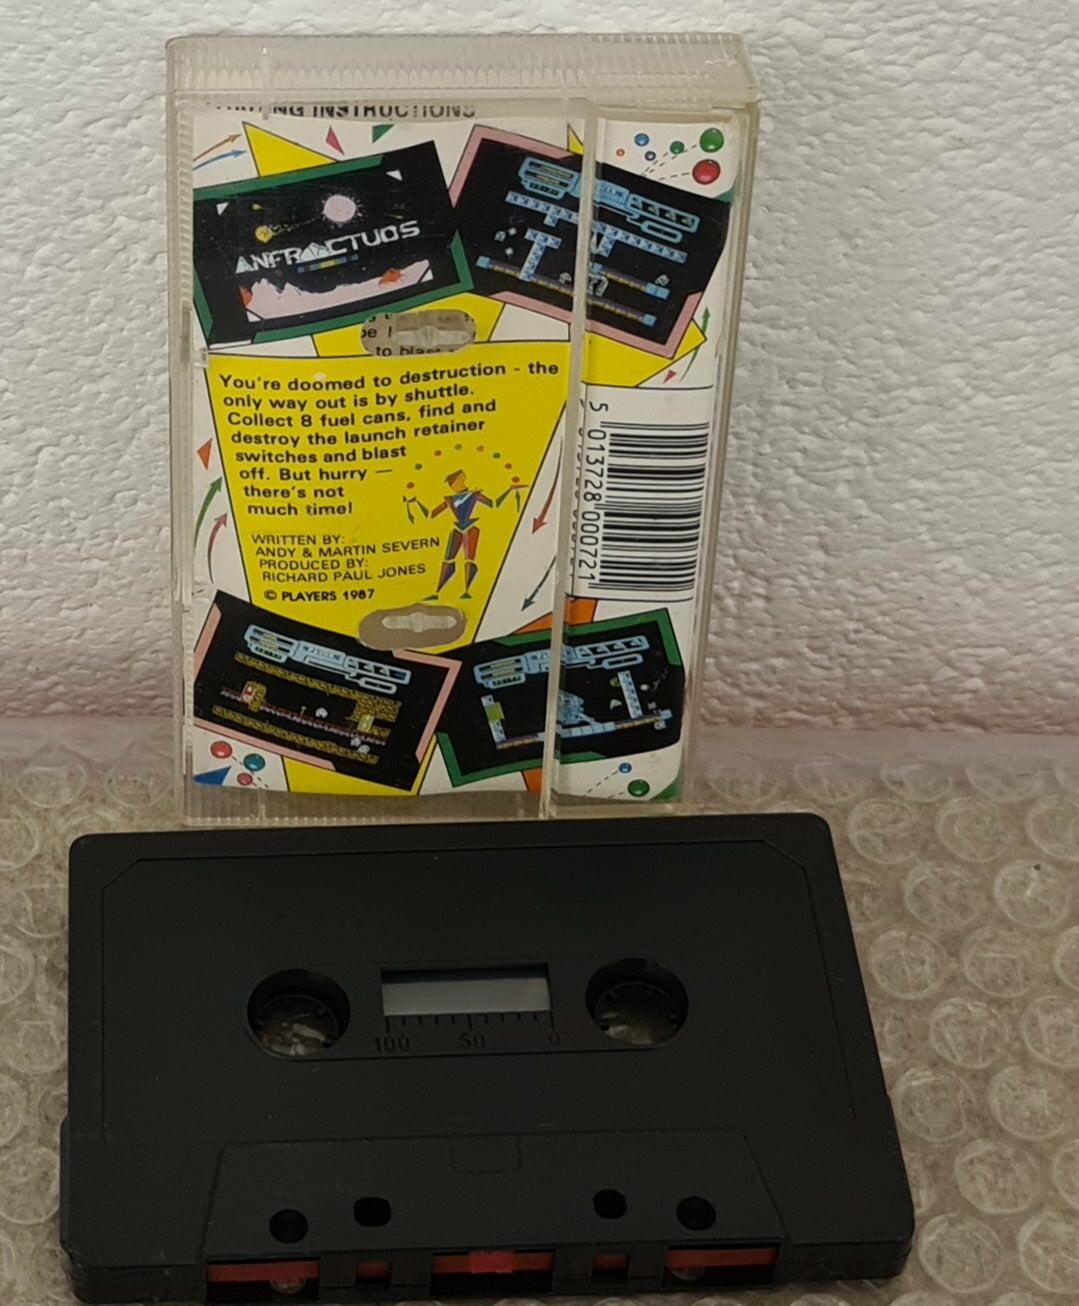 INSTRUCTIONS
ANFRACTUOS
to
You're doomed to destruction - the
only way out is by shuttle.
Collect 8 fuel cans, find and
destroy the launch retainer
switches and blast
off. But hurry —
there's not
much time!
WRITTEN BY:
ANDY & MARTIN SEVERN
PRODUCED BY:
RICHARD PAUL JONES
© PLAYERS 1987
5 013728 000721
100 50 0